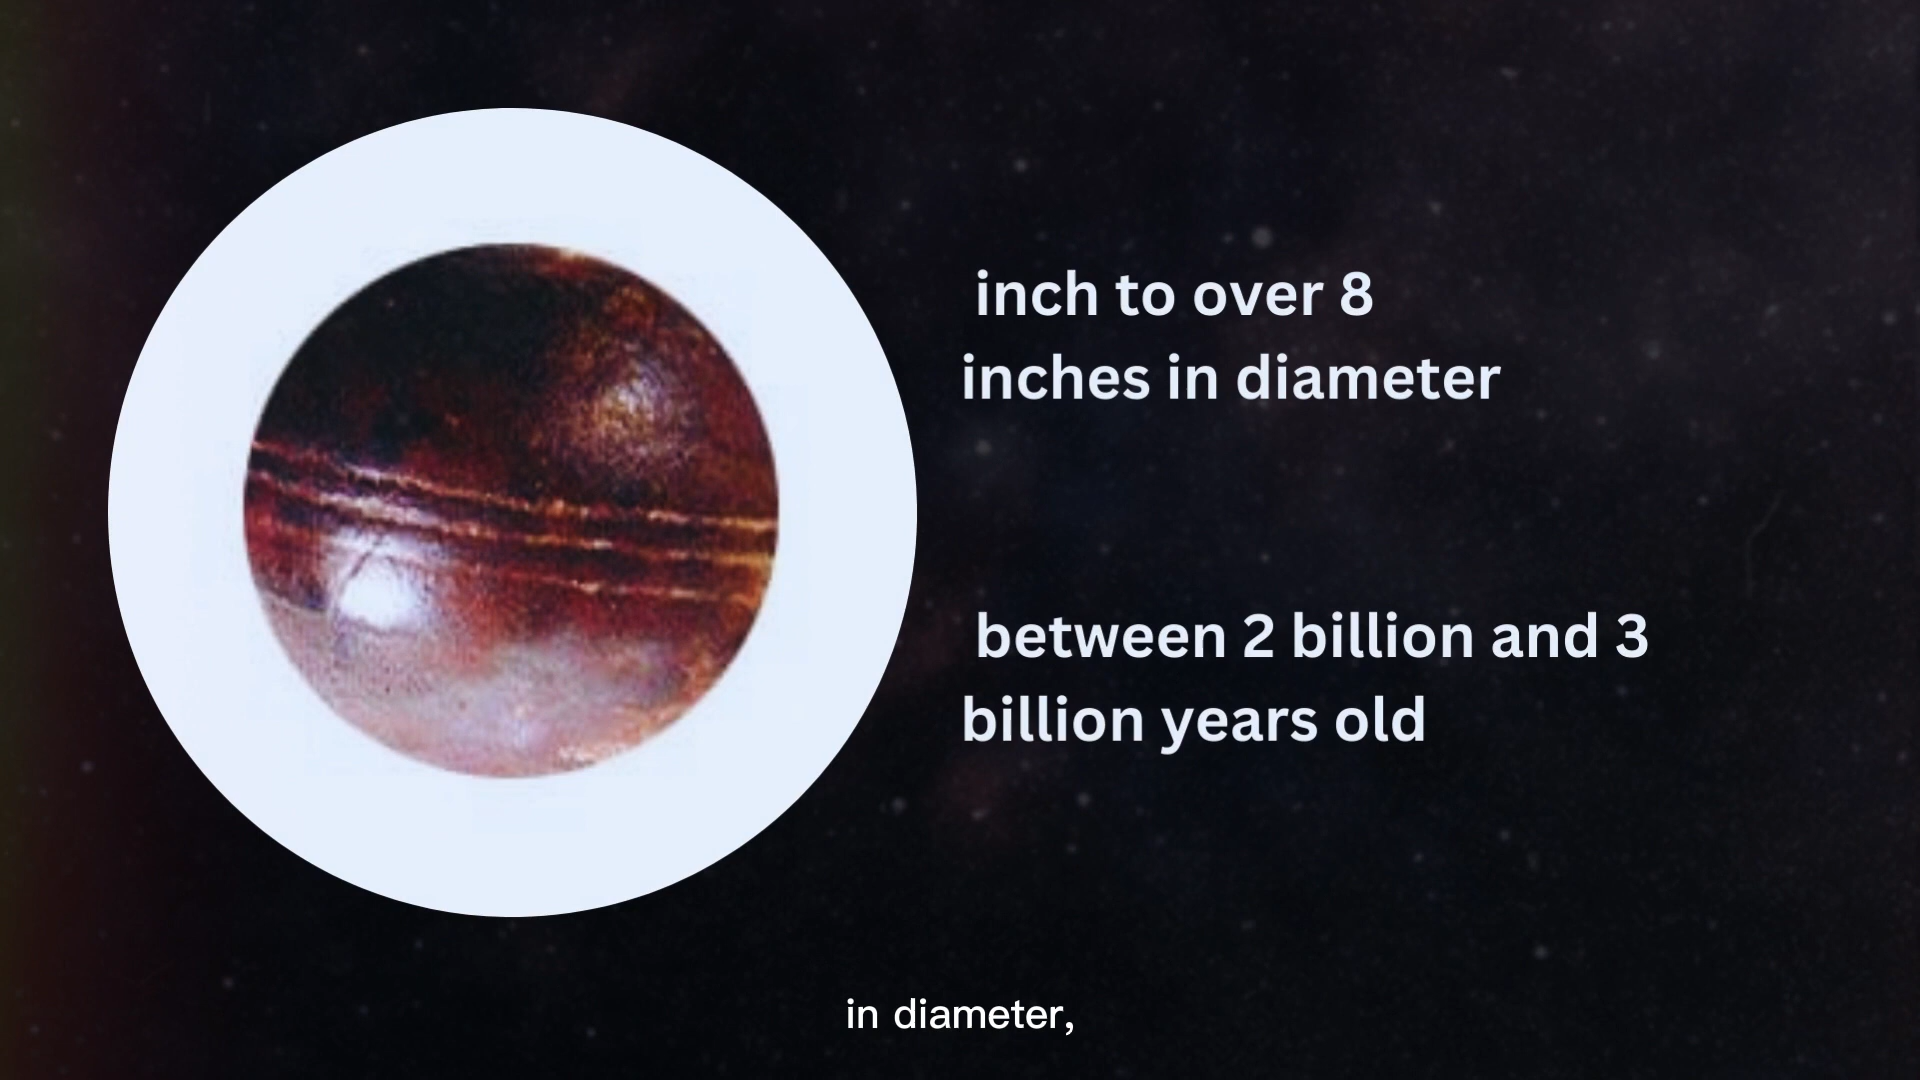 inch to over 8
inches in diameter
between 2 billion and 3
billion years old
in diameter,